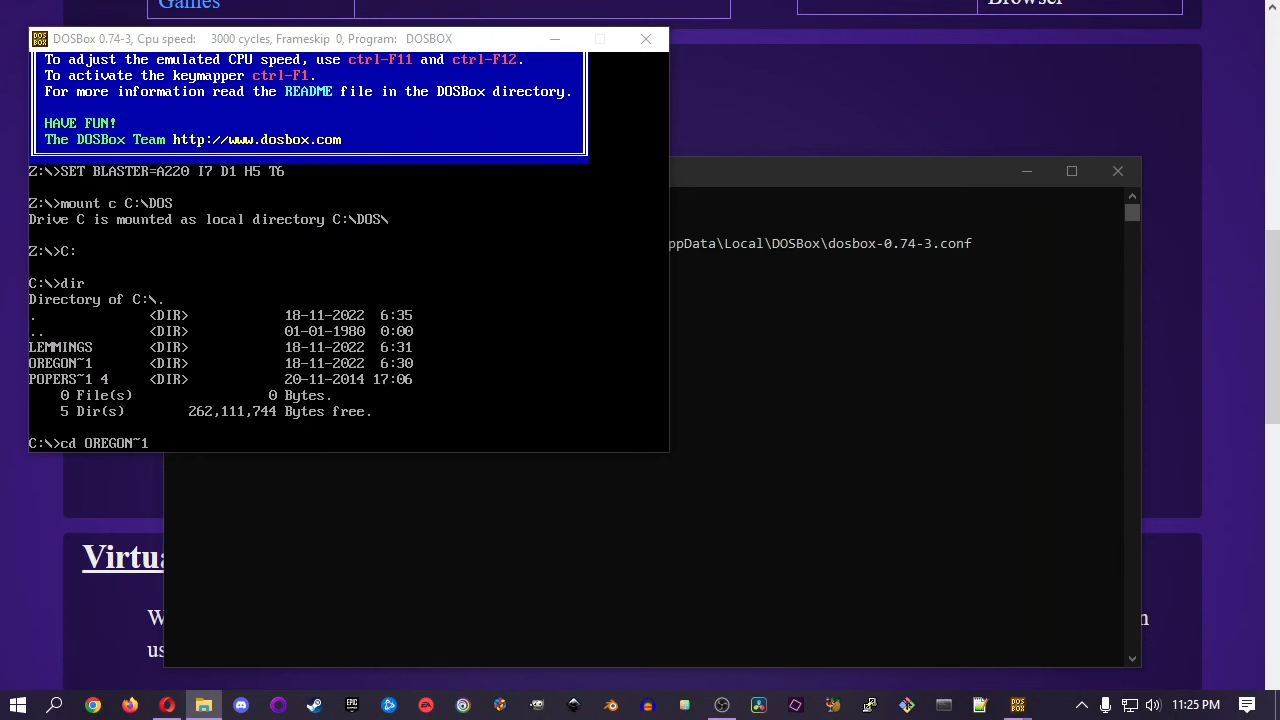 Games
Browser
DOSBox 0.74-3, Cpu speed:    3000 cycles, Frameskip  0, Program:   DOSBOX
To adjust the emulated CPU speed, use ctrl-F11 and ctrl-F12.
To activate the keymapper ctrl-F1.
For more information read the README file in the DOSBox directory.
HAVE FUN!
The DOSBox Team http://www.dosbox.com
Z:\>SET BLASTER=A220 I7 D1 H5 T6
Z:\>mount c C:\DOS
Drive C is mounted as local directory C:\DOS\
ppData\Local\DOSBox\dosbox-0.74-3.conf
Z:\>C:
C:\>dir
Directory of C:\.
.              <DIR>            18-11-2022  6:35
..             <DIR>            01-01-1980  0:00
LEMMINGS       <DIR>            18-11-2022  6:31
OREGON~1       <DIR>            18-11-2022  6:30
POPERS~1 4     <DIR>            20-11-2014 17:06
    0 File(s)                 0 Bytes.
    5 Dir(s)        262,111,744 Bytes free.
C:\>cd OREGON~1
Virtua
W
n
us
11:25 PM